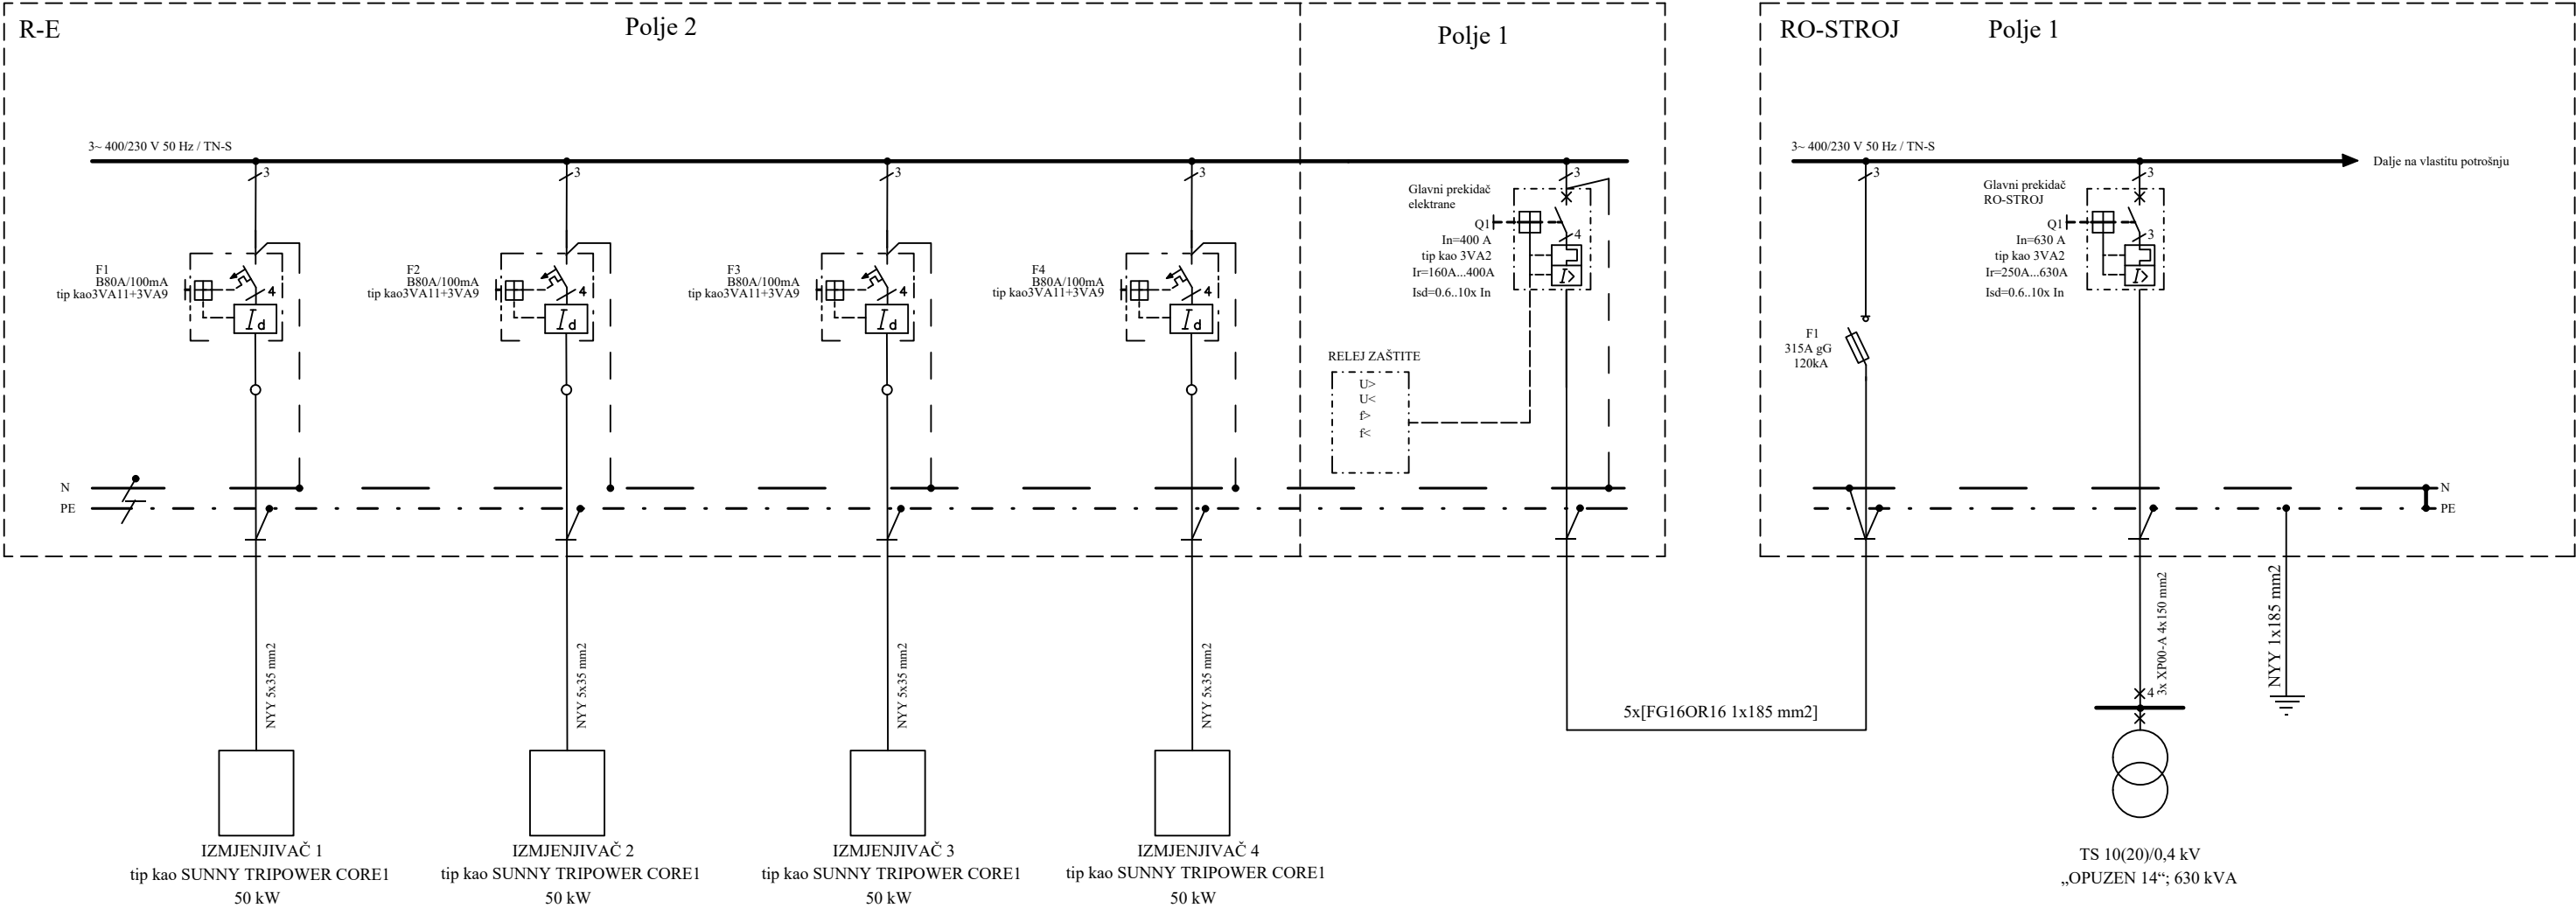 R-E
Polje 2
Polje 1
RO-STROJ
Polje 1
3~ 400/230 V 50 Hz / TN-S
3
3
3
3
3
F1
B80A/100mA
tip kao3VA11+3VA9
4
I d
F2
B80A/100mA
tip kao3VA11+3VA9
4
I d
F3
B80A/100mA
tip kao3VA11+3VA9
4
I d
F4
B80A/100mA
tip kao3VA11+3VA9
4
I d
Glavni prekidač
elektrane
Q1
In=400 A
tip kao 3VA2
Ir=160A...400A
Isd=0.6..10x In
4
I>
RELEJ ZAŠTITE
U>
U<
f>
f<
N
PE
3~ 400/230 V 50 Hz / TN-S
Dalje na vlastitu potrošnju
3
3
Glavni prekidač
RO-STROJ
Q1
In=630 A
tip kao 3VA2
Ir=250A...630A
Isd=0.6..10x In
3
I>
F1
315A gG
120kA
N
PE
NYY 5x35 mm2
NYY 5x35 mm2
NYY 5x35 mm2
NYY 5x35 mm2
5x[FG16OR16 1x185 mm2]
3x XP00-A 4x150 mm2
4
NYY 1x185 mm2
IZMJENJIVAČ 1
tip kao SUNNY TRIPOWER CORE1
50 kW
IZMJENJIVAČ 2
tip kao SUNNY TRIPOWER CORE1
50 kW
IZMJENJIVAČ 3
tip kao SUNNY TRIPOWER CORE1
50 kW
IZMJENJIVAČ 4
tip kao SUNNY TRIPOWER CORE1
50 kW
TS 10(20)/0,4 kV
„OPUZEN 14“; 630 kVA